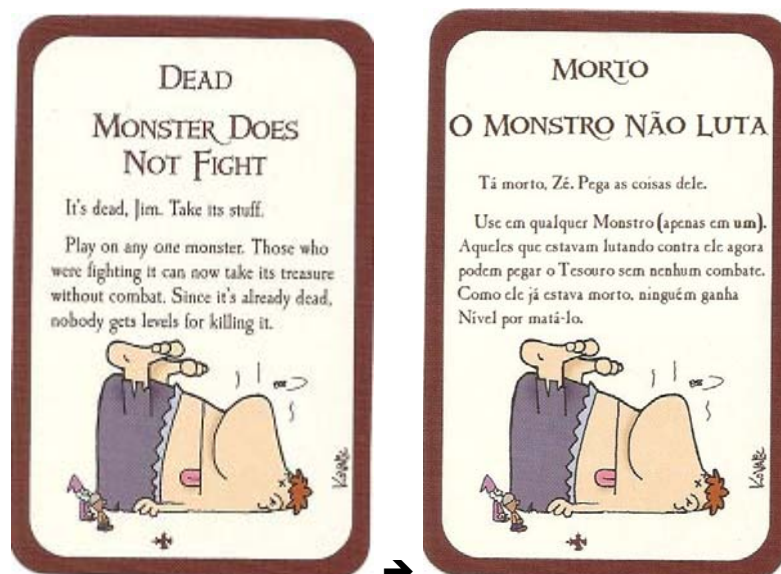 DEAD
MONSTER DOES
NOT FIGHT
It's dead, Jim. Take its stuff.
Play on any one monster. Those who
were fighting it can now take its treasure
without combat. Since it's already dead,
nobody gets levels for killing it.
KOVALIC
MORTO
O MONSTRO NÃO LUTA
Tá morto, Zé. Pega as coisas dele.
Use em qualquer Monstro (apenas em um).
Aqueles que estavam lutando contra ele agora
podem pegar o Tesouro sem nenhum combate.
Como ele já estava morto, ninguém ganha
Nível por matá-lo.
KOVALIC